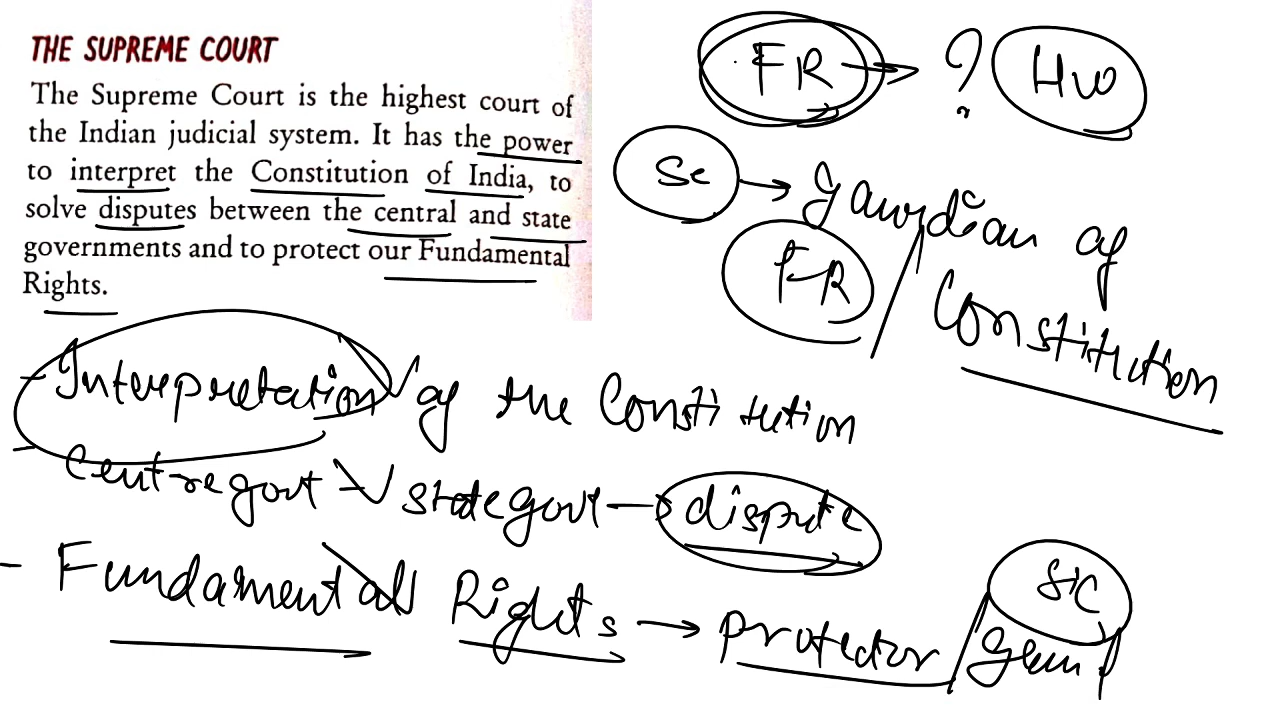 THE SUPREME COURT
The Supreme Court is the highest court of
the Indian judicial system. It has the power
to interpret the Constitution of India, to
solve disputes between the central and state
governments and to protect our Fundamental
Rights.
FR → ? HW
SC → gaurdian of
FR / Constitution
- Interpretation of the Constitution
- Centre govt - state govt → dispute
- Fundamental Rights → protector / S.C